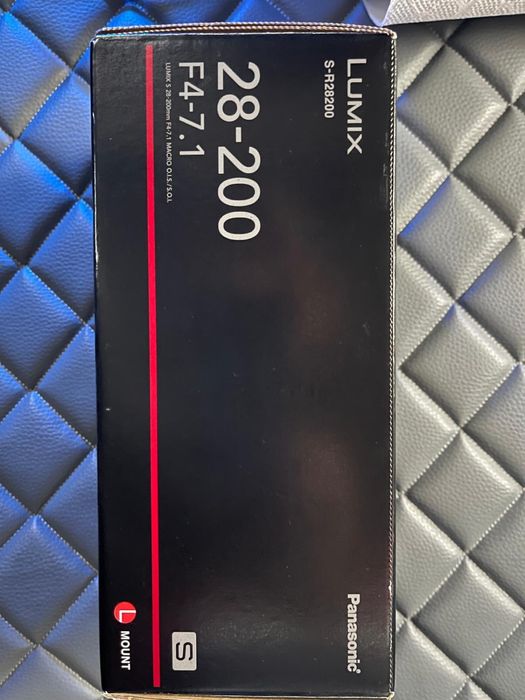 LUMIX
S-R28200
28-200
F4-7.1
LUMIX S 28-200mm F4-7.1 MACRO O.I.S./S.O.I.
Panasonic
S
L MOUNT